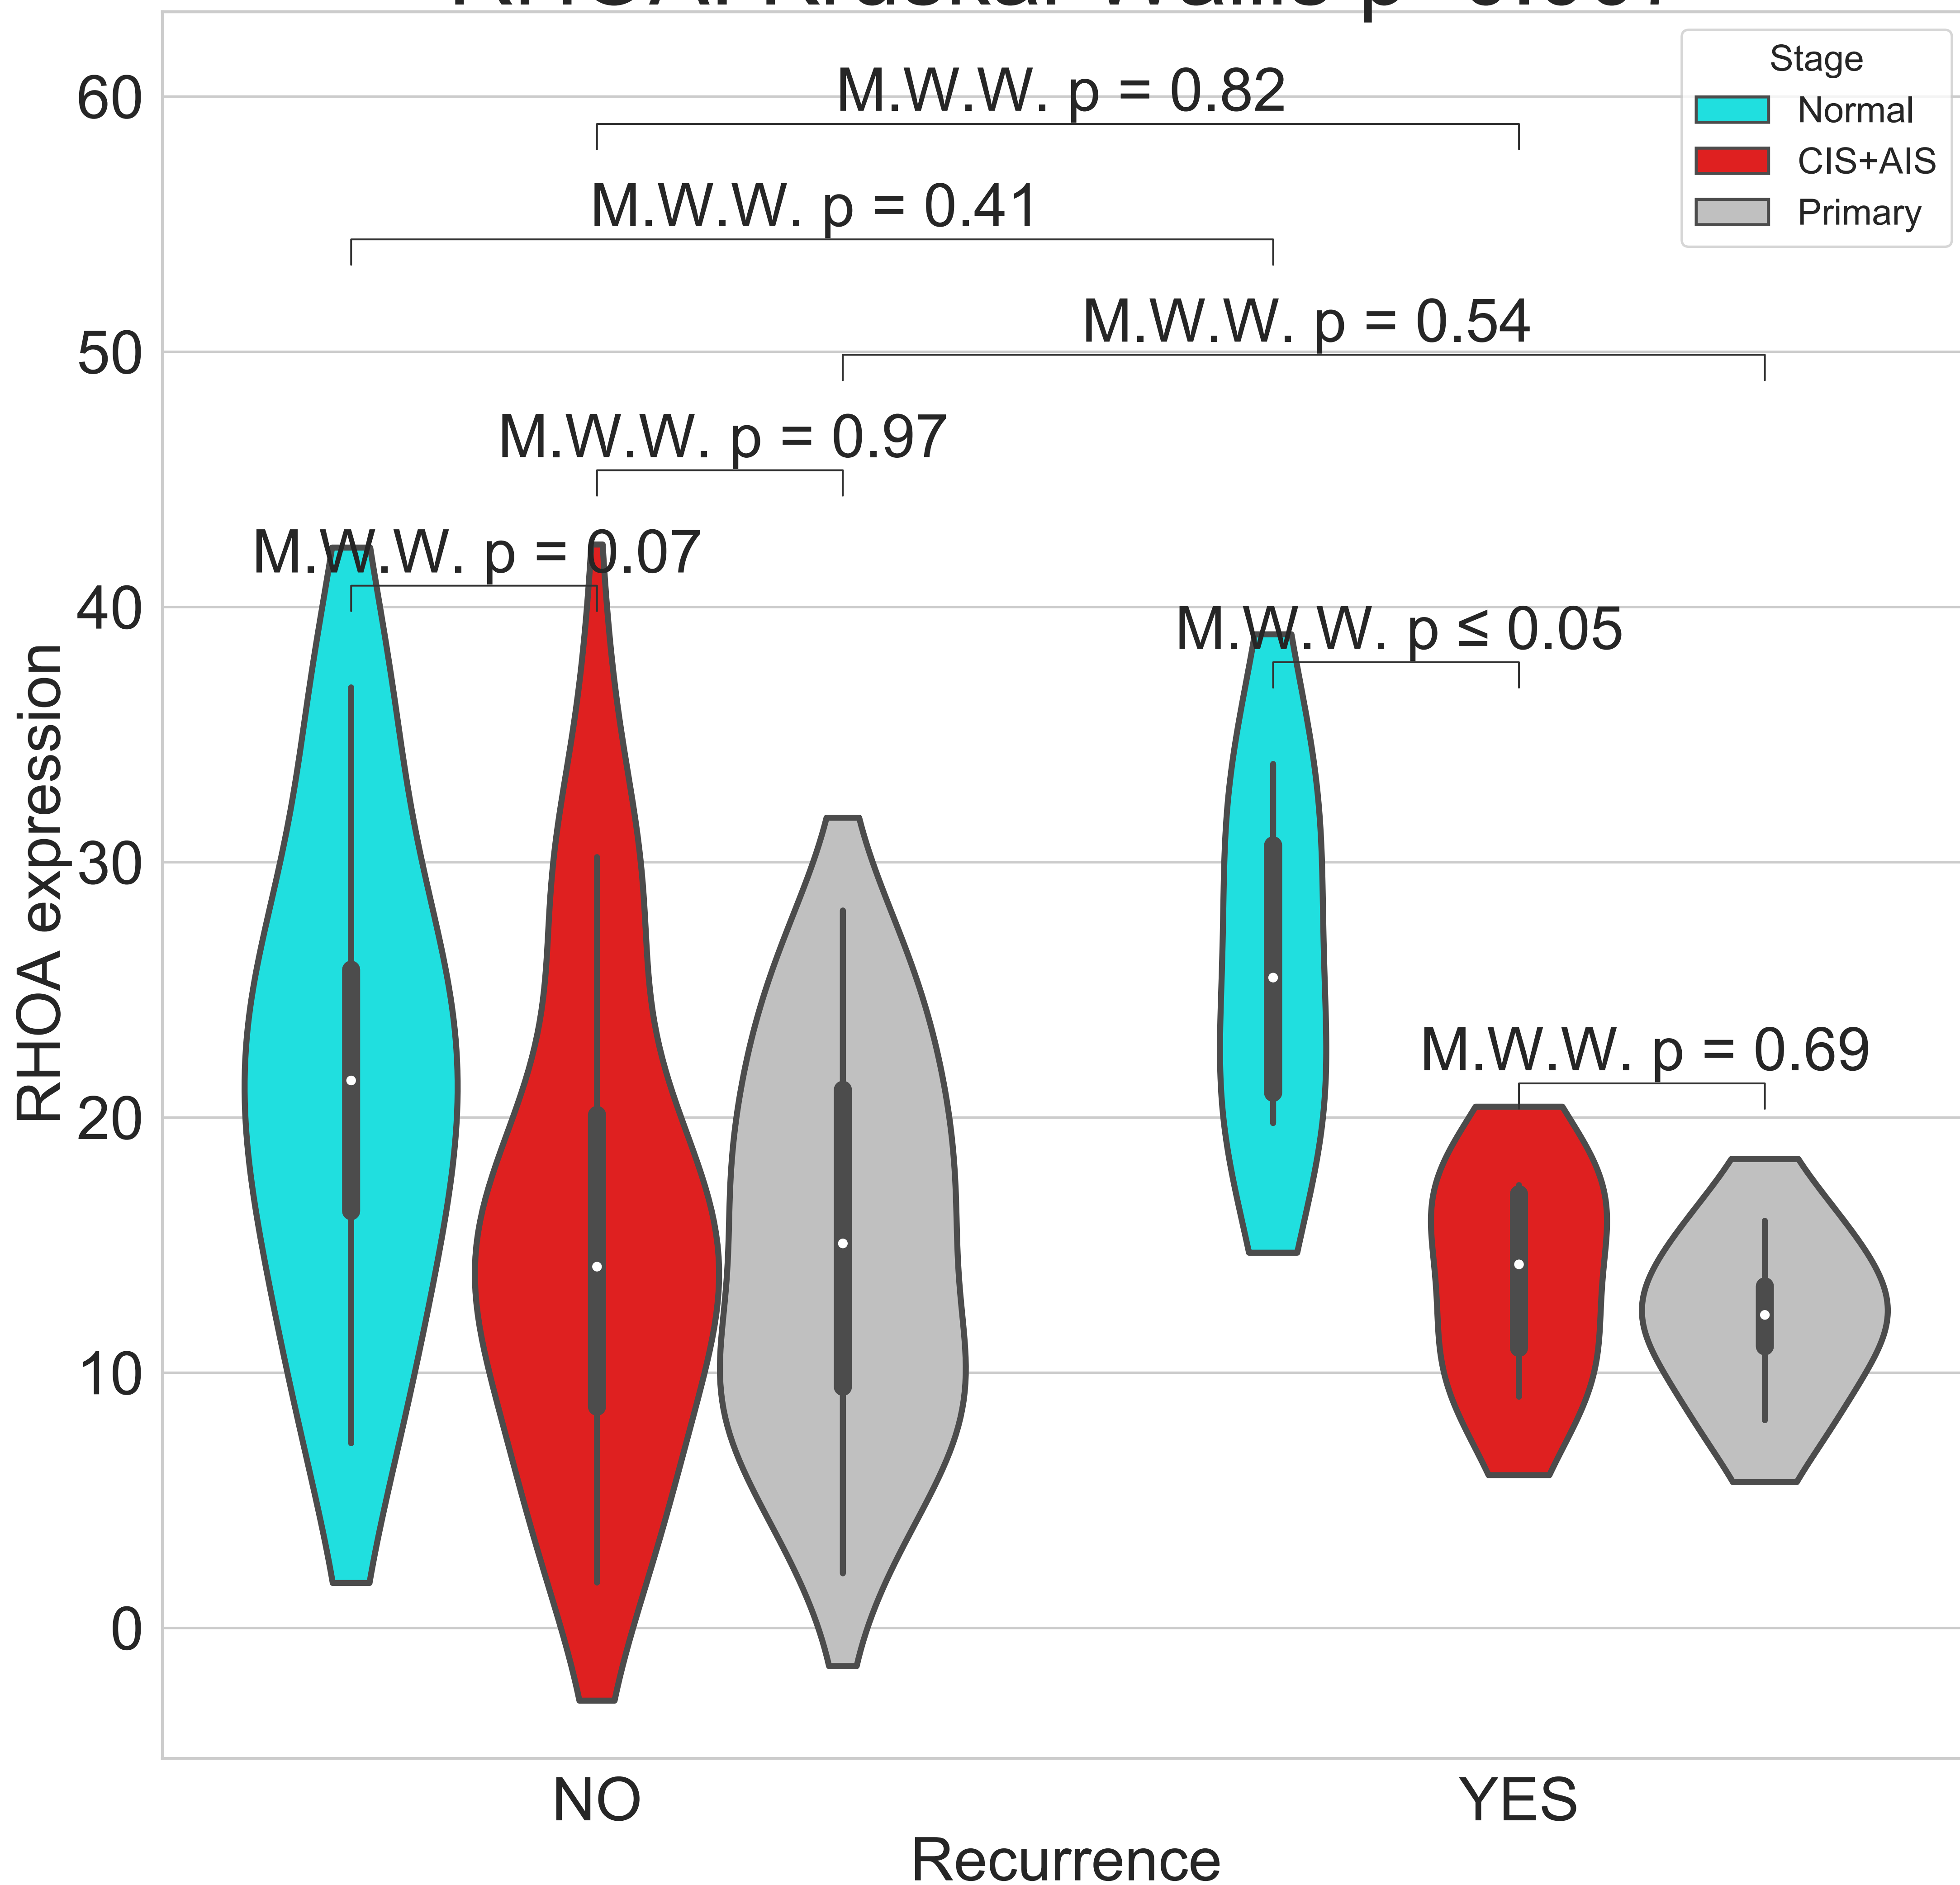 60
50
40
30
20
10
0
RHOA expression
M.W.W. p = 0.82
M.W.W. p = 0.41
M.W.W. p = 0.54
M.W.W. p = 0.97
M.W.W. p = 0.07
M.W.W. p ≤ 0.05
M.W.W. p = 0.69
Stage
Normal
CIS+AIS
Primary
NO
YES
Recurrence